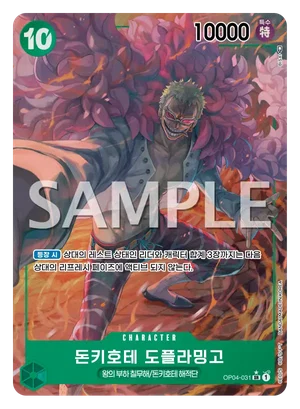 10
10000
특수
特
SAMPLE
등장 시 상대의 레스트 상태인 리더와 캐릭터 합계 3장까지는 다음
상대의 리프레시 페이즈에 액티브 되지 않는다.
CHARACTER
돈키호테 도플라밍고
왕의 부하 칠무해/돈키호테 해적단
OP04-031 SR 1